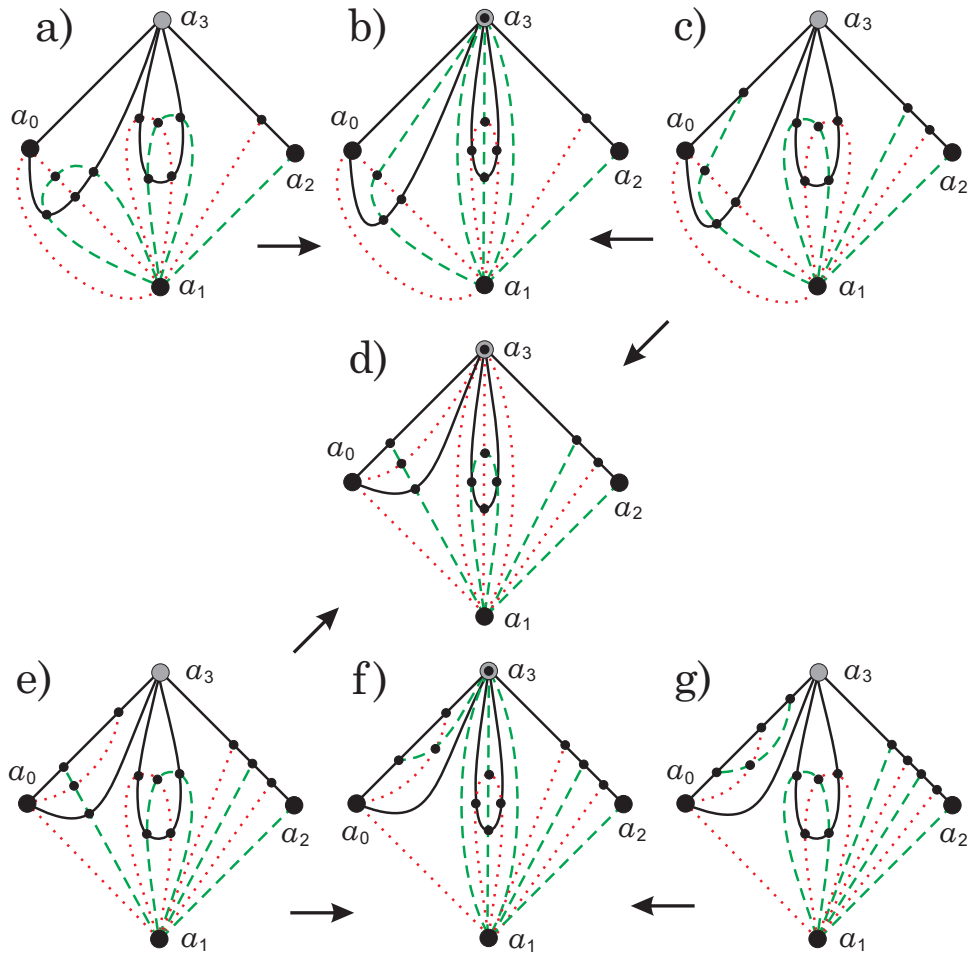 a) a₃ b) a₃ c) a₃
a₀ a₀ a₀
a₂ a₂ a₂
a₁ a₁ a₁
d) a₃
a₀
a₂
a₁
e) a₃ f) a₃ g) a₃
a₀ a₀ a₀
a₂ a₂ a₂
a₁ a₁ a₁